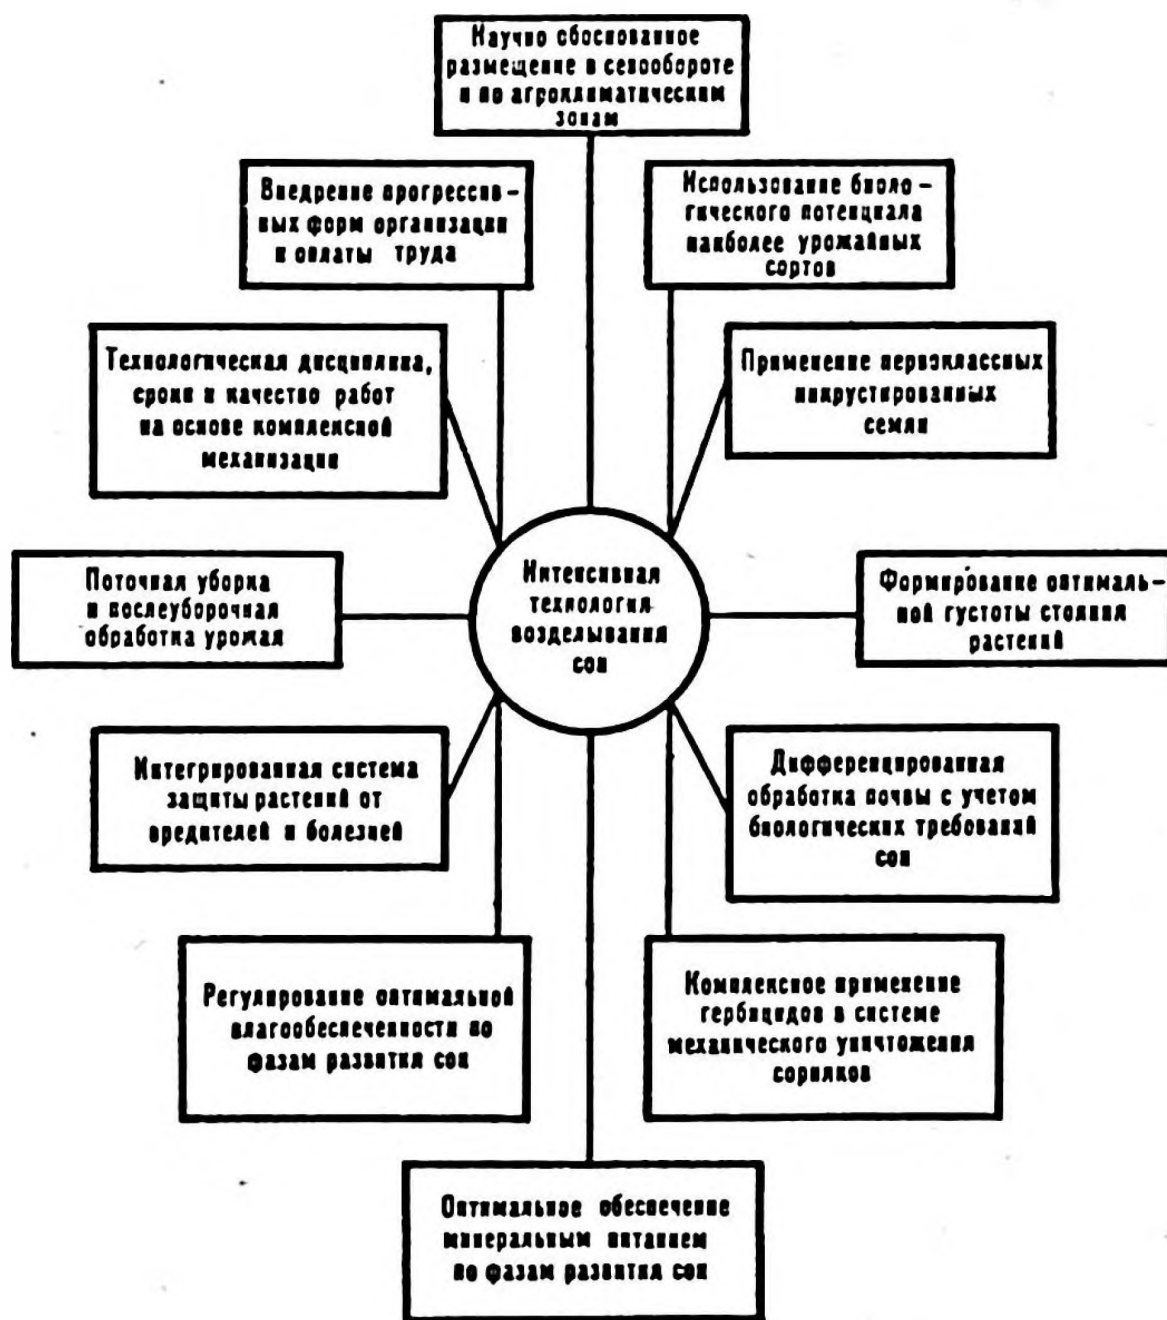 Научно обоснованное
размещение в севообороте
и по агроклиматическим
зонам
Внедрение прогрессив-
ных форм организации
и оплаты труда
Использование биоло-
гического потенциала
наиболее урожайных
сортов
Технологическая дисциплина,
сроки и качество работ
на основе комплексной
механизации
Применение первоклассных
инкрустированных
семян
Поточная уборка
и послеуборочная
обработка урожая
Интенсивная
технология
возделывания
сои
Формирование оптималь-
ной густоты стояния
растений
Интегрированная система
защиты растений от
вредителей и болезней
Дифференцированная
обработка почвы с учетом
биологических требований
сои
Регулирование оптимальной
влагообеспеченности по
фазам развития сои
Комплексное применение
гербицидов в системе
механического уничтожения
сорняков
Оптимальное обеспечение
минеральным питанием
по фазам развития сои